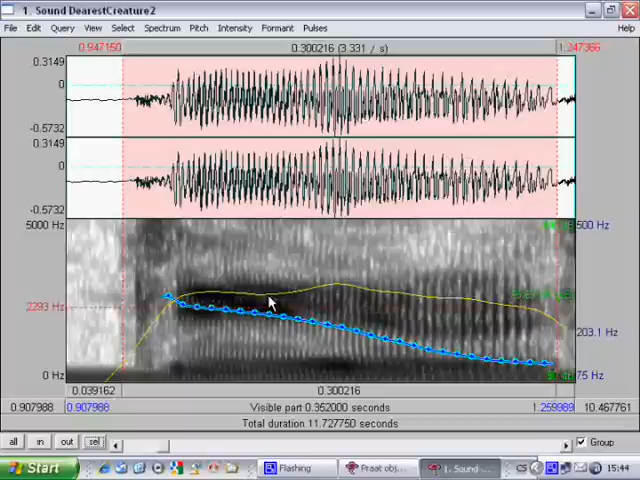 1. Sound DearestCreature2
File Edit Query View Select Spectrum Pitch Intensity Formant Pulses Help
0.947150 0.300216 (3.331 / s) 1.247366
0.3149
0
-0.5732
0.3149
0
-0.5732
5000 Hz 500 Hz
2293 Hz
203.1 Hz
0 Hz 75 Hz
0.039162 0.300216
0.907988 0.907988 Visible part 0.352000 seconds 1.259989 10.467761
Total duration 11.727750 seconds
all in out sel Group
Start Flashing Praat obj... 1. Sound ... CS 15:44